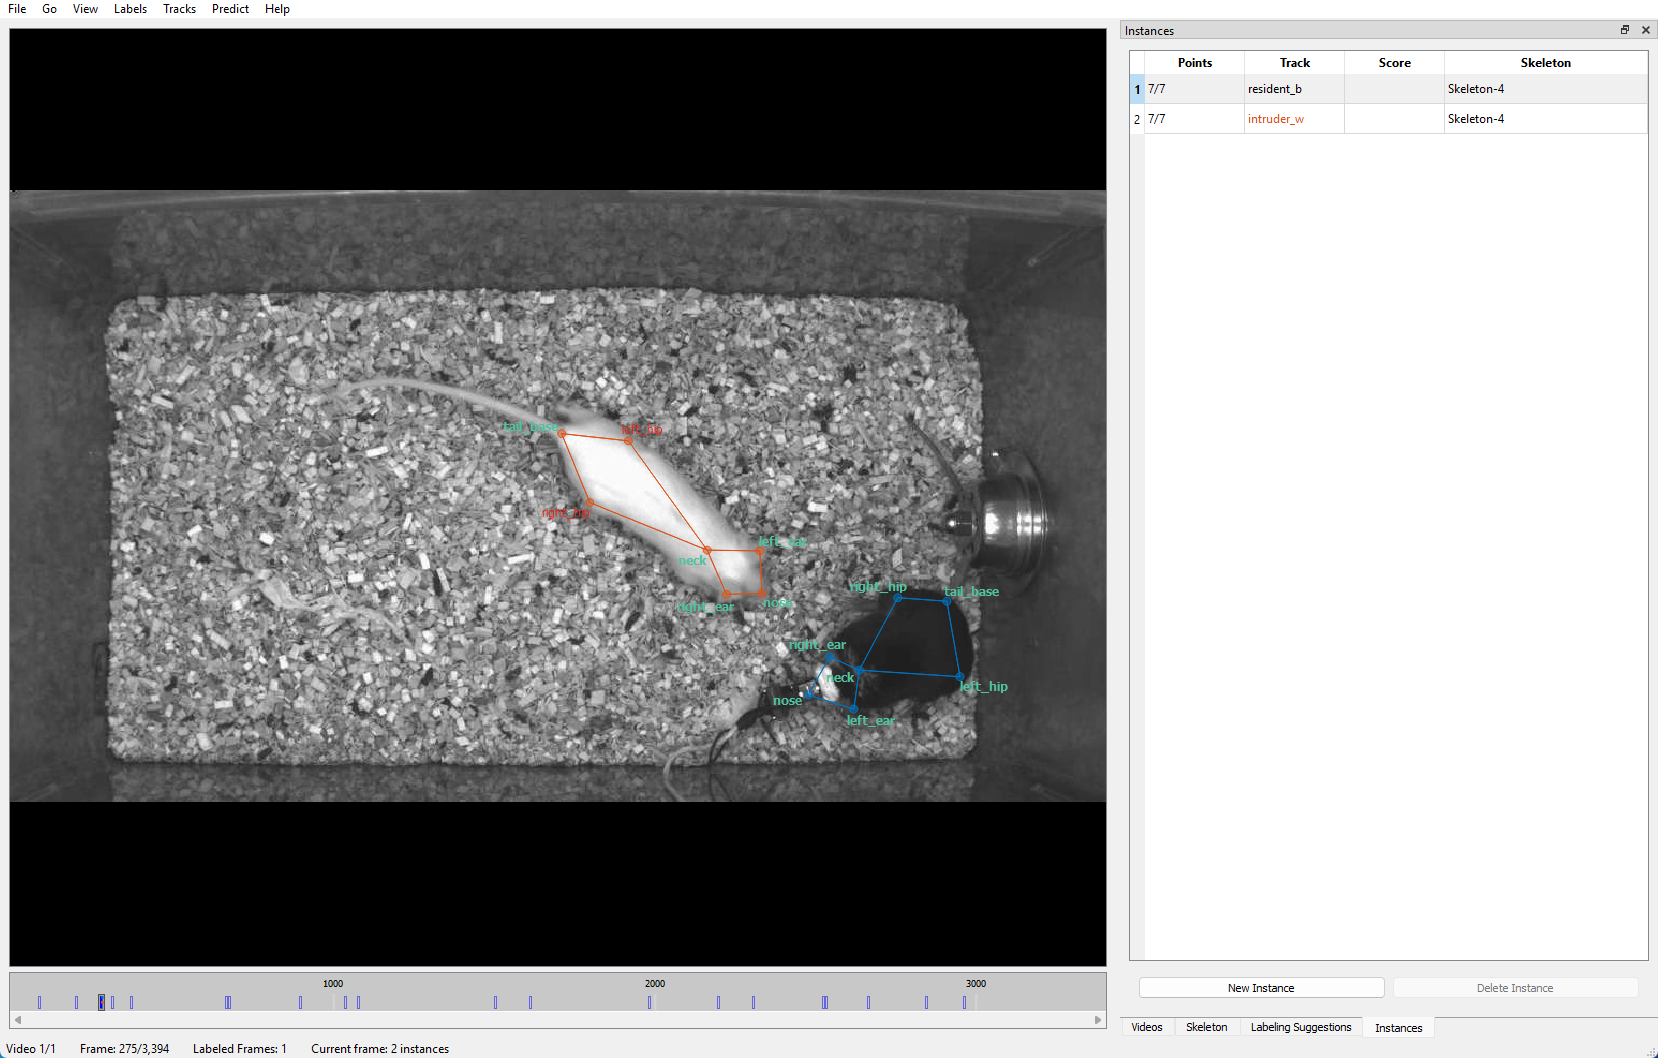 File Go View Labels Tracks Predict Help
Instances
Points Track Score Skeleton
1 7/7 resident_b Skeleton-4
2 7/7 intruder_w Skeleton-4
tail_base left_hip
right_hip
left_ear
neck
right_ear nose
right_hip tail_base
right_ear
neck
left_hip
nose
left_ear
1000 2000 3000
New Instance Delete Instance
Videos Skeleton Labeling Suggestions Instances
Video 1/1 Frame: 275/3,394 Labeled Frames: 1 Current frame: 2 instances